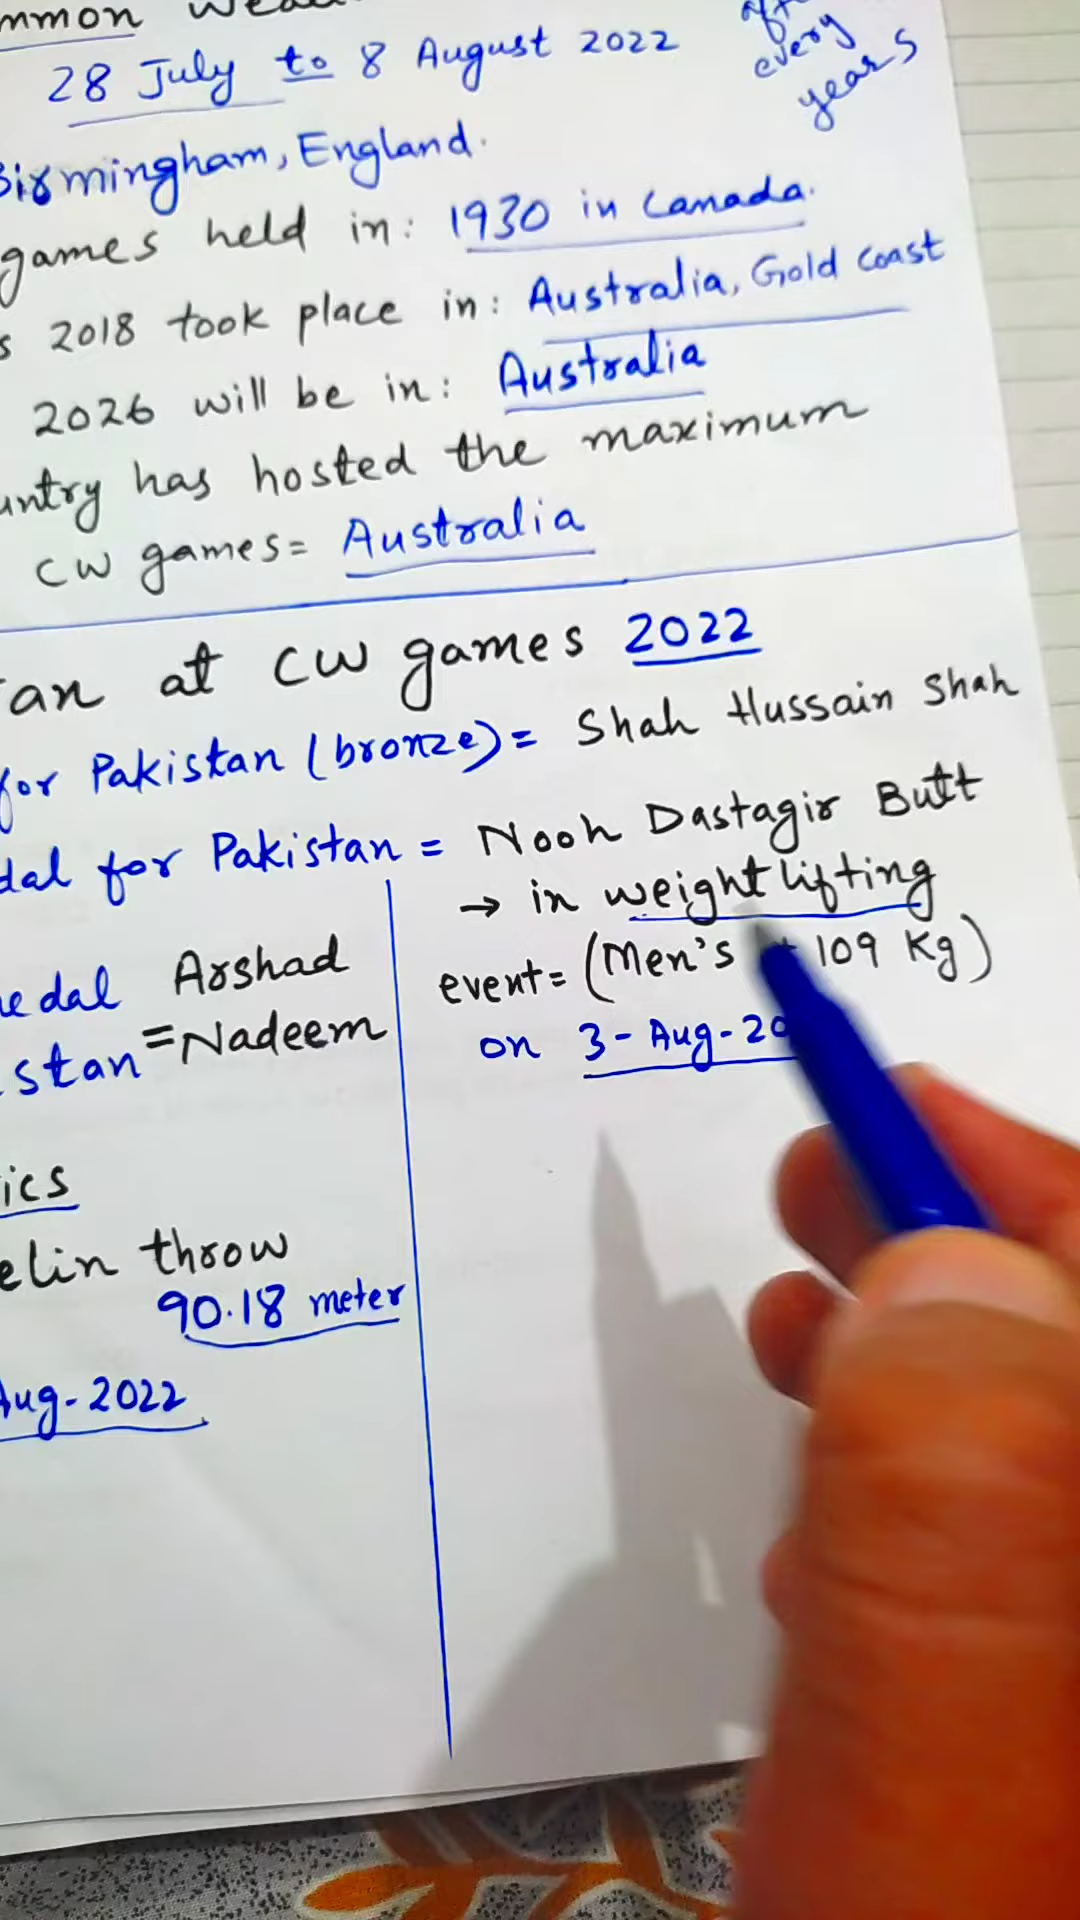 mmon
28 July to 8 August 2022
every
years
Birmingham, England.
games held in: 1930 in Canada.
s 2018 took place in: Australia, Gold Coast
2026 will be in: Australia
untry has hosted the maximum
CW games = Australia
an at CW games 2022
for Pakistan (bronze) = Shah Hussain Shah
dal for Pakistan = Nooh Dastagir Butt
→ in weight lifting
event = (Men's + 109 Kg)
on 3-Aug-20
edal Arshad
stan = Nadeem
ics
elin throw
90.18 meter
Aug-2022